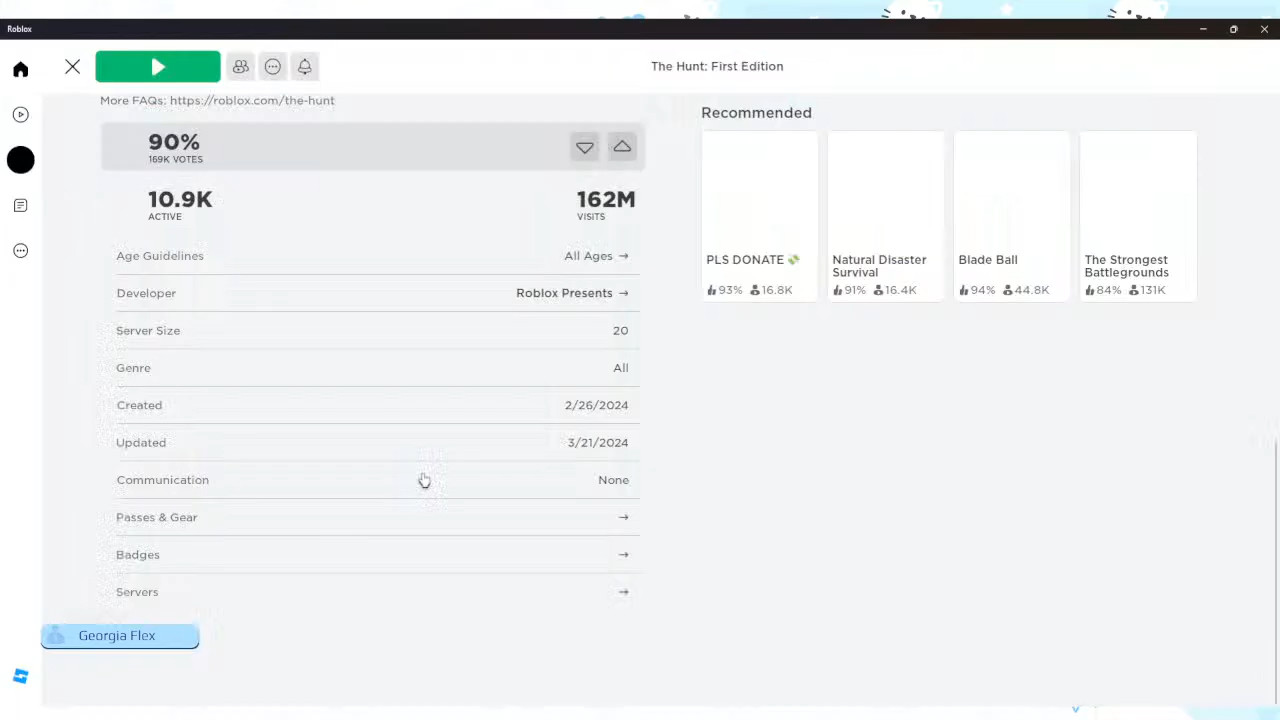 Roblox
The Hunt: First Edition
More FAQs: https://roblox.com/the-hunt
90%
169K VOTES
10.9K
ACTIVE
162M
VISITS
Age Guidelines
All Ages →
Developer
Roblox Presents →
Server Size
20
Genre
All
Created
2/26/2024
Updated
3/21/2024
Communication
None
Passes & Gear
→
Badges
→
Servers
→
Georgia Flex
Recommended
PLS DONATE 💸
93% 16.8K
Natural Disaster
Survival
91% 16.4K
Blade Ball
94% 44.8K
The Strongest
Battlegrounds
84% 131K